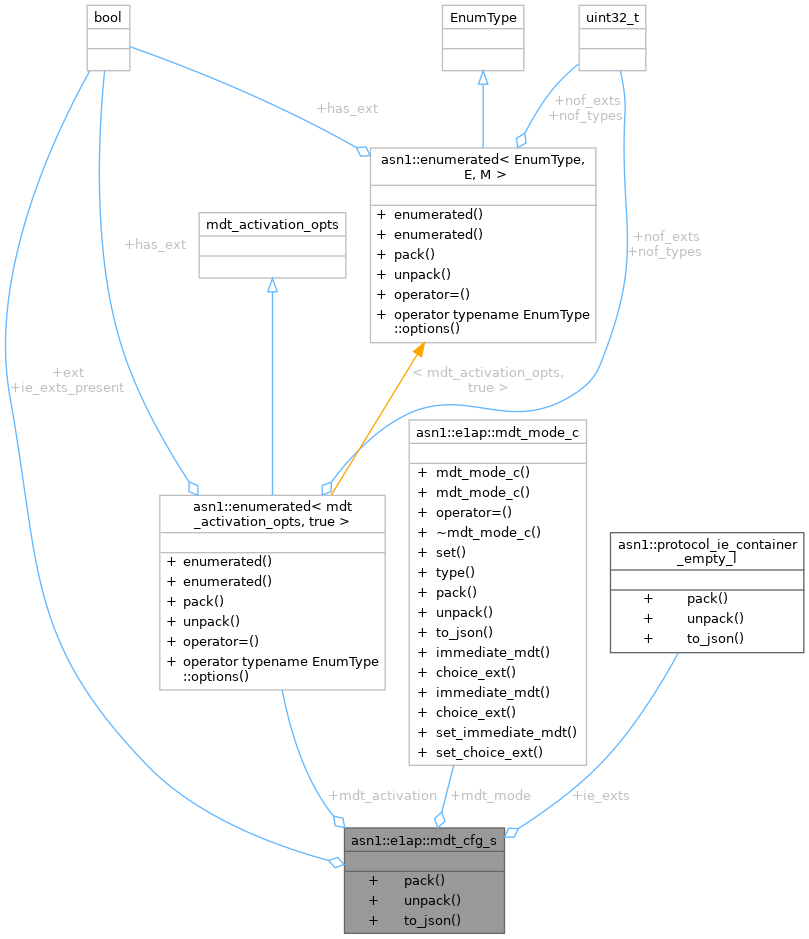 bool
EnumType
uint32_t
+has_ext
+nof_exts
+nof_types
asn1::enumerated< EnumType,
E, M >
+ enumerated()
+ enumerated()
+ pack()
+ unpack()
+ operator=()
+ operator typename EnumType
::options()
mdt_activation_opts
+has_ext
+nof_exts
+nof_types
+ext
+ie_exts_present
< mdt_activation_opts,
true >
asn1::enumerated< mdt
_activation_opts, true >
+ enumerated()
+ enumerated()
+ pack()
+ unpack()
+ operator=()
+ operator typename EnumType
::options()
asn1::e1ap::mdt_mode_c
+ mdt_mode_c()
+ mdt_mode_c()
+ operator=()
+ ~mdt_mode_c()
+ set()
+ type()
+ pack()
+ unpack()
+ to_json()
+ immediate_mdt()
+ choice_ext()
+ immediate_mdt()
+ choice_ext()
+ set_immediate_mdt()
+ set_choice_ext()
asn1::protocol_ie_container
_empty_l
+ pack()
+ unpack()
+ to_json()
+mdt_activation
+mdt_mode
+ie_exts
asn1::e1ap::mdt_cfg_s
+ pack()
+ unpack()
+ to_json()